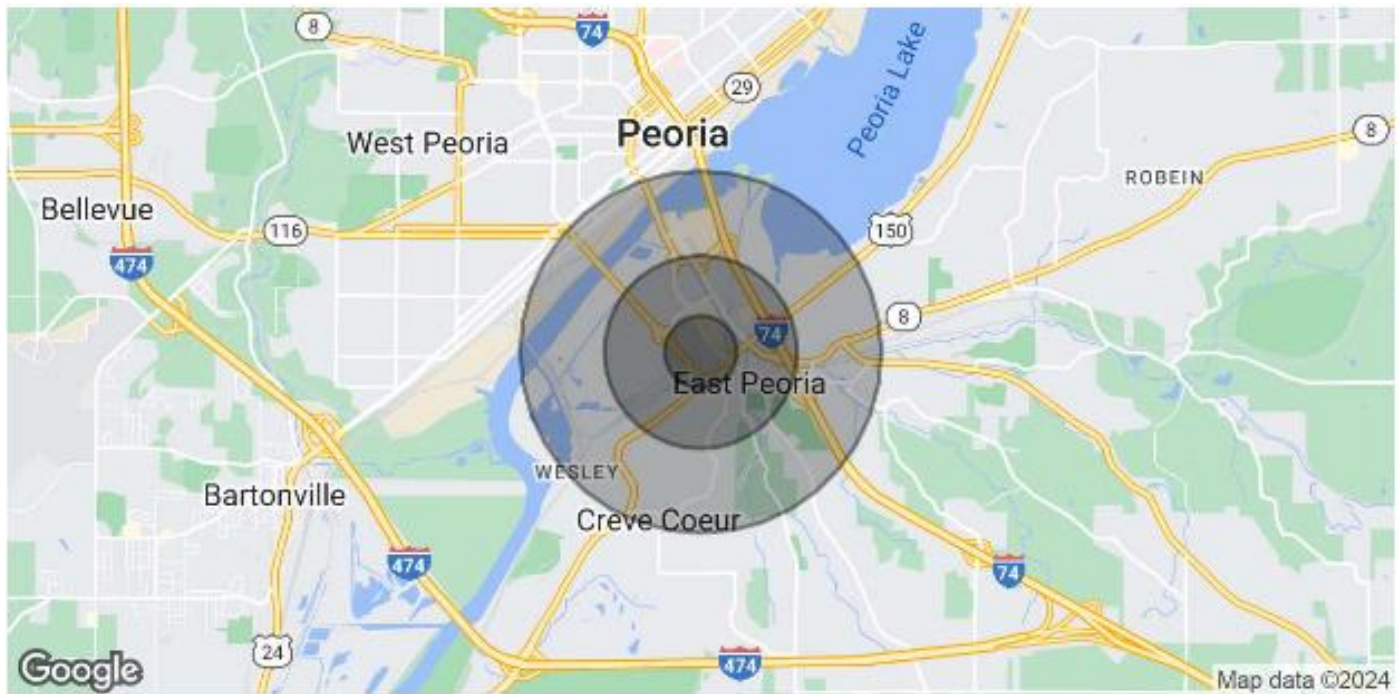 8
74
29
Peoria
West Peoria
Peoria Lake
8
ROBEIN
Bellevue
116
150
474
8
74
East Peoria
WESLEY
Bartonville
Creve Coeur
474
74
24
474
Google
Map data ©2024